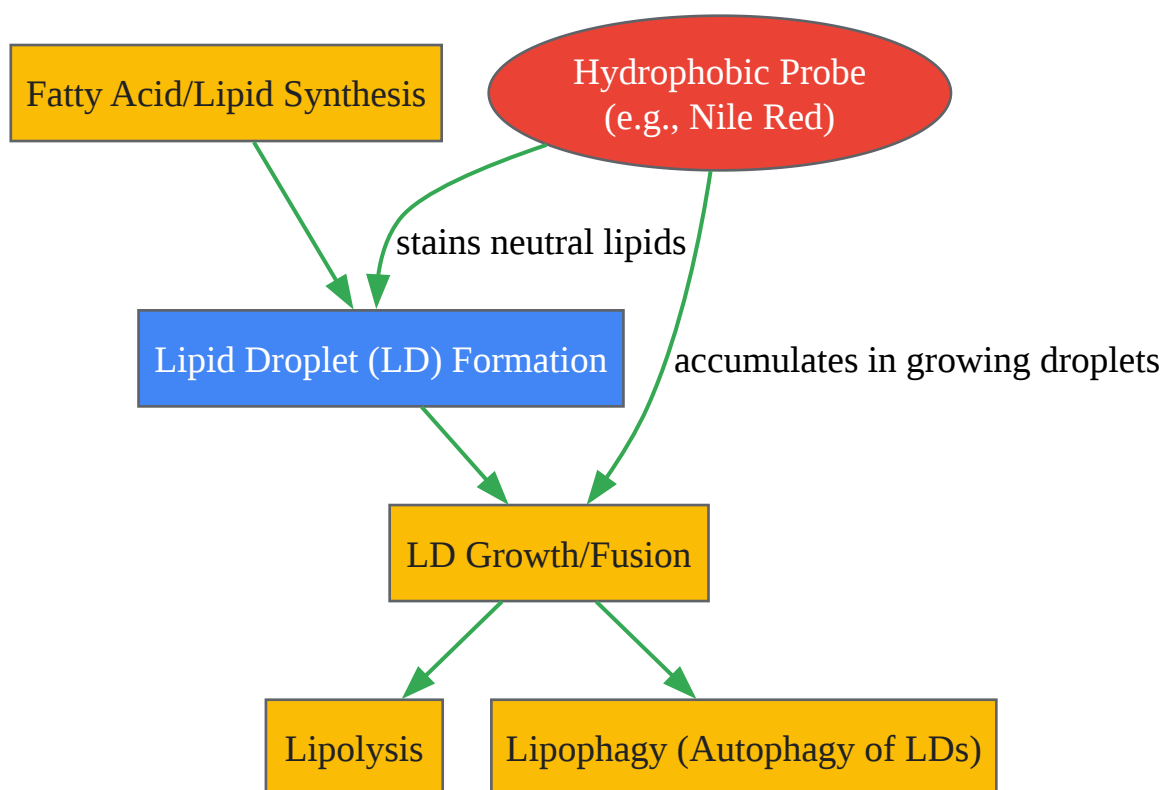 Fatty Acid/Lipid Synthesis
Hydrophobic Probe
(e.g., Nile Red)
stains neutral lipids
Lipid Droplet (LD) Formation
accumulates in growing droplets
LD Growth/Fusion
Lipolysis
Lipophagy (Autophagy of LDs)